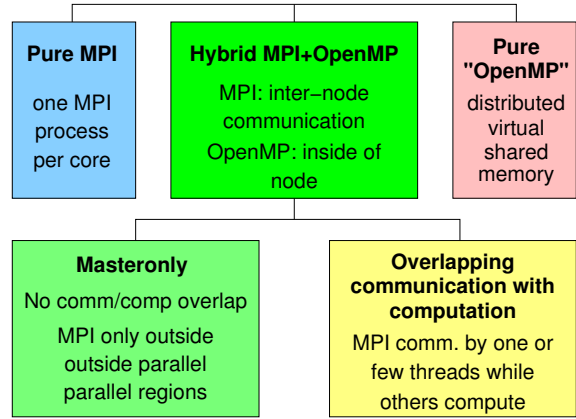 Pure MPI
one MPI
process
per core
Hybrid MPI+OpenMP
MPI: inter−node
communication
OpenMP: inside of
node
Pure
"OpenMP"
distributed
virtual
shared
memory
Masteronly
No comm/comp overlap
MPI only outside
outside parallel
parallel regions
Overlapping
communication with
computation
MPI comm. by one or
few threads while
others compute